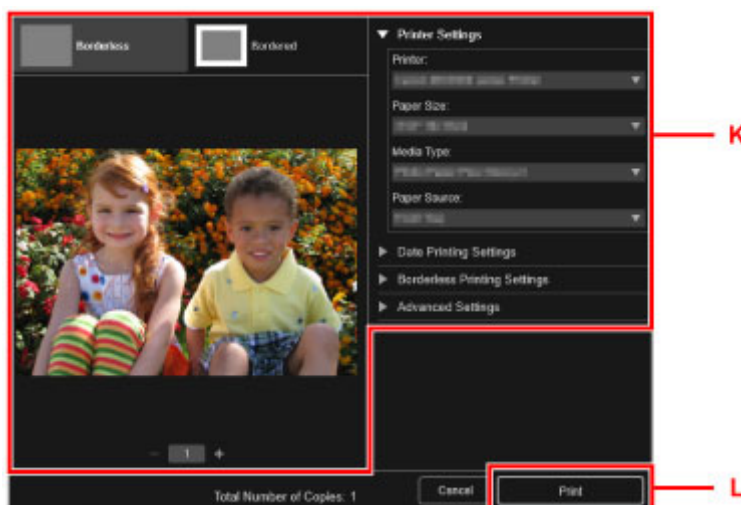 Borderless
Bordered
Printer Settings
Printer:
Paper Size:
Media Type:
Paper Source:
Date Printing Settings
Borderless Printing Settings
Advanced Settings
K
1
Total Number of Copies: 1
Cancel
Print
L